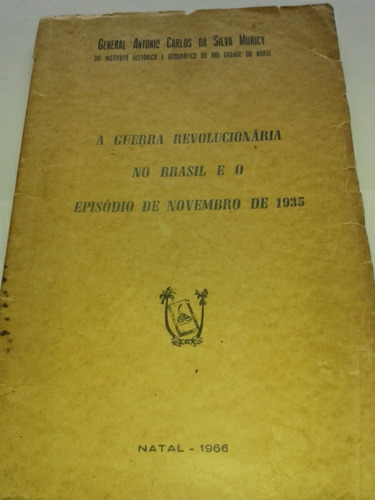 GENERAL ANTONIO CARLOS DA SILVA MURICY
DO INSTITUTO HISTÓRICO E GEOGRÁFICO DO RIO GRANDE DO NORTE
A GUERRA REVOLUCIONÁRIA
NO BRASIL E O
EPISÓDIO DE NOVEMBRO DE 1935
NATAL - 1966